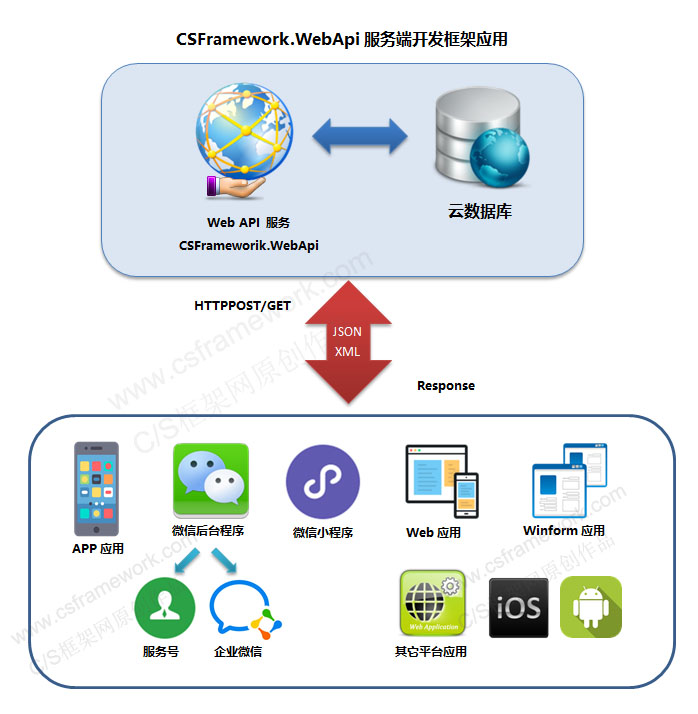 CSFramework.WebApi 服务端开发框架应用
Web API 服务
CSFrameworik.WebApi
云数据库
HTTPPOST/GET
JSON
XML
Response
www.csframework.com
C/S框架网原创作品
APP 应用
微信后台程序
微信小程序
Web 应用
Winform 应用
www.csframework.com
C/S框架网原创作品
www.csframework.com
C/S框架网原创作品
服务号
企业微信
Web Application
其它平台应用
iOS